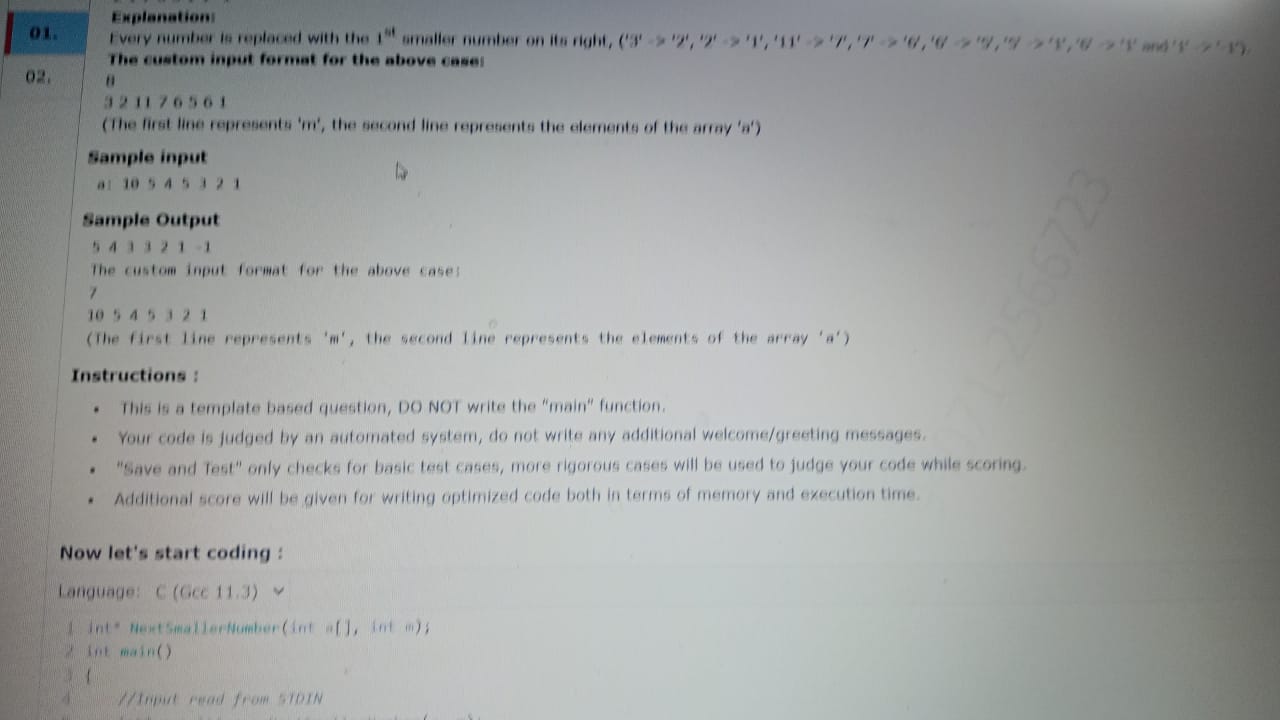 01.
02.
Explanation:
Every number is replaced with the 1st smaller number on its right, ('3' -> '2', '2' -> '1', '11' -> '7', '7' -> '6', '6' -> '5', '5' -> '1', '6' -> '1' and '1' -> '-1').
The custom input format for the above case:
8
3 2 11 7 6 5 6 1
(The first line represents 'm', the second line represents the elements of the array 'a')
Sample input
a: 10 5 4 5 3 2 1
Sample Output
5 4 3 3 2 1 -1
The custom input format for the above case:
7
10 5 4 5 3 2 1
(The first line represents 'm', the second line represents the elements of the array 'a')
Instructions :
• This is a template based question, DO NOT write the "main" function.
• Your code is judged by an automated system, do not write any additional welcome/greeting messages.
• "Save and Test" only checks for basic test cases, more rigorous cases will be used to judge your code while scoring.
• Additional score will be given for writing optimized code both in terms of memory and execution time.
Now let's start coding :
Language: C (Gcc 11.3)
1 int* NextSmallerNumber(int a[], int m);
2 int main()
3 {
4 //Input read from STDIN
71-2566723